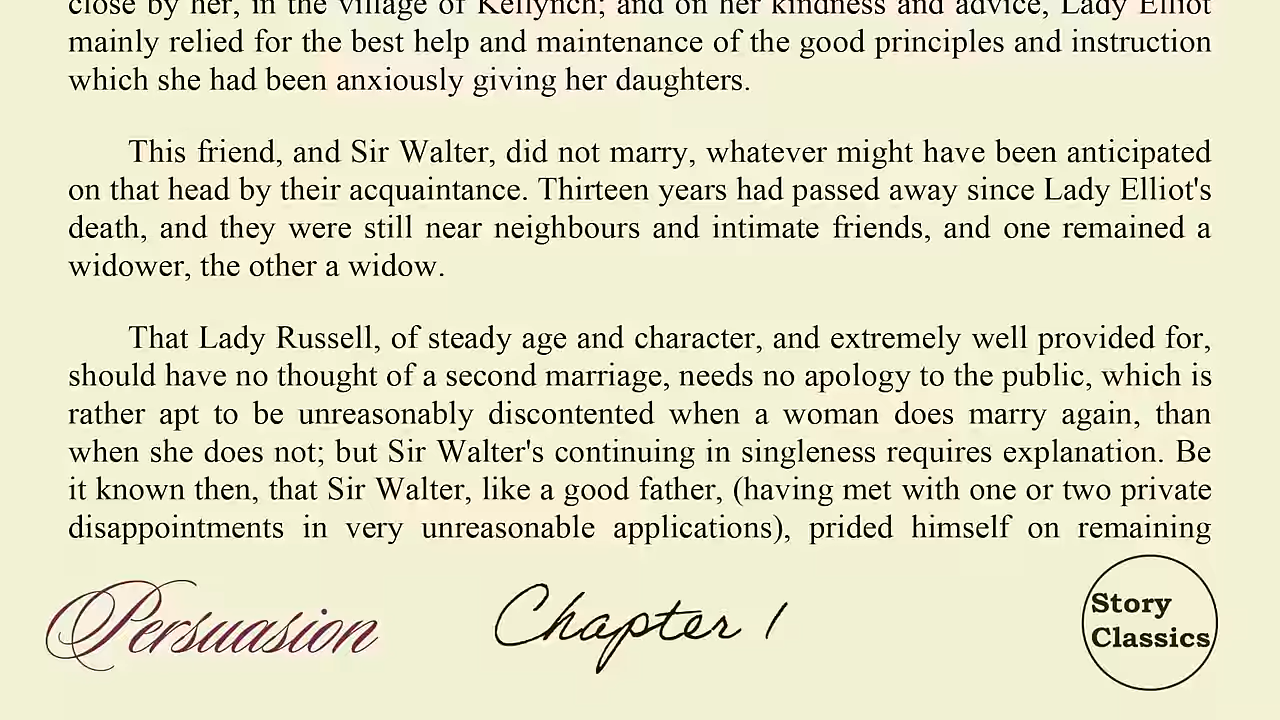 close by her, in the village of Kellynch; and on her kindness and advice, Lady Elliot
mainly relied for the best help and maintenance of the good principles and instruction
which she had been anxiously giving her daughters.
This friend, and Sir Walter, did not marry, whatever might have been anticipated
on that head by their acquaintance. Thirteen years had passed away since Lady Elliot's
death, and they were still near neighbours and intimate friends, and one remained a
widower, the other a widow.
That Lady Russell, of steady age and character, and extremely well provided for,
should have no thought of a second marriage, needs no apology to the public, which is
rather apt to be unreasonably discontented when a woman does marry again, than
when she does not; but Sir Walter's continuing in singleness requires explanation. Be
it known then, that Sir Walter, like a good father, (having met with one or two private
disappointments in very unreasonable applications), prided himself on remaining
Persuasion
Chapter 1
Story
Classics